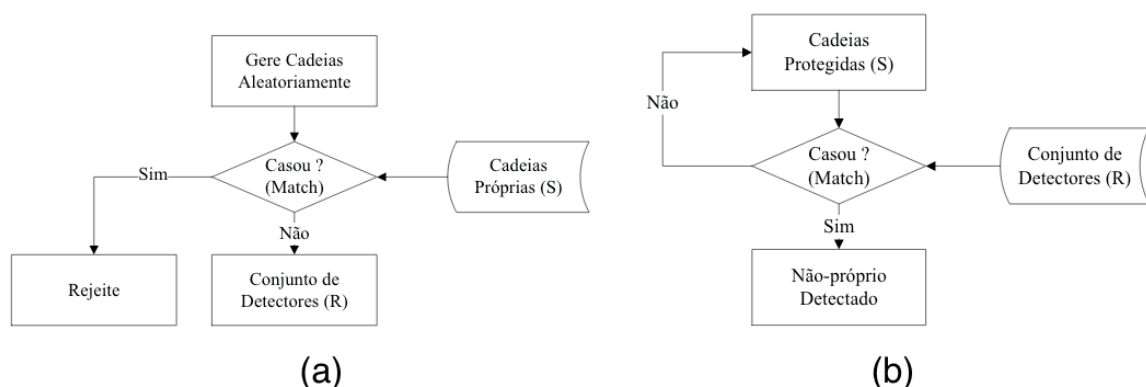 Gere Cadeias
Aleatoriamente
Casou ?
(Match)
Sim
Cadeias
Próprias (S)
Não
Rejeite
Conjunto de
Detectores (R)
(a)
Cadeias
Protegidas (S)
Não
Casou ?
(Match)
Conjunto de
Detectores (R)
Sim
Não-próprio
Detectado
(b)